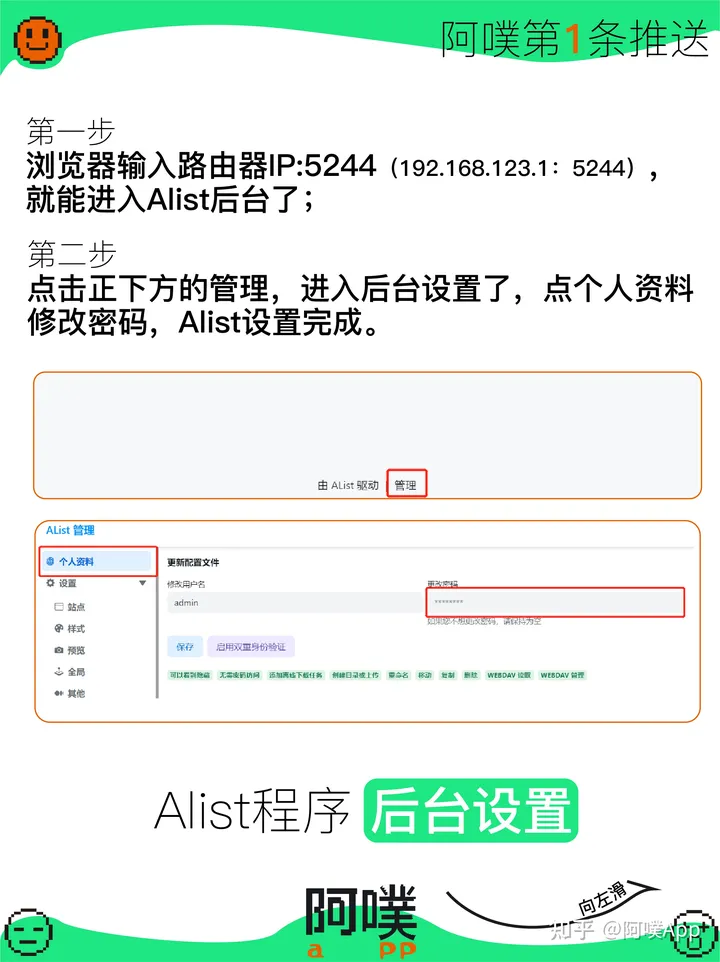 阿噗第1条推送
第一步
浏览器输入路由器IP:5244（192.168.123.1：5244），
就能进入Alist后台了；
第二步
点击正下方的管理，进入后台设置了，点个人资料
修改密码，Alist设置完成。
由 AList 驱动 管理
AList 管理
个人资料
设置
站点
样式
预览
全局
其他
更新配置文件
修改用户名
更改密码
admin
********
如果您不想更改密码，请保持为空
保存 启用双重身份验证
可以看到隐藏 无需密码访问 添加离线下载任务 创建目录或上传 重命名 移动 复制 删除 WEBDAV 读取 WEBDAV 管理
Alist程序 后台设置
阿噗
a pp
向左滑
知乎 @阿噗App